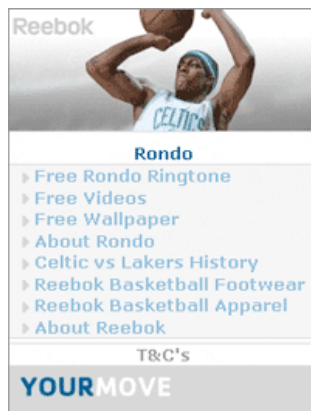 Reebok
CELTICS
Rondo
Free Rondo Ringtone
Free Videos
Free Wallpaper
About Rondo
Celtic vs Lakers History
Reebok Basketball Footwear
Reebok Basketball Apparel
About Reebok
T&C's
YOURMOVE